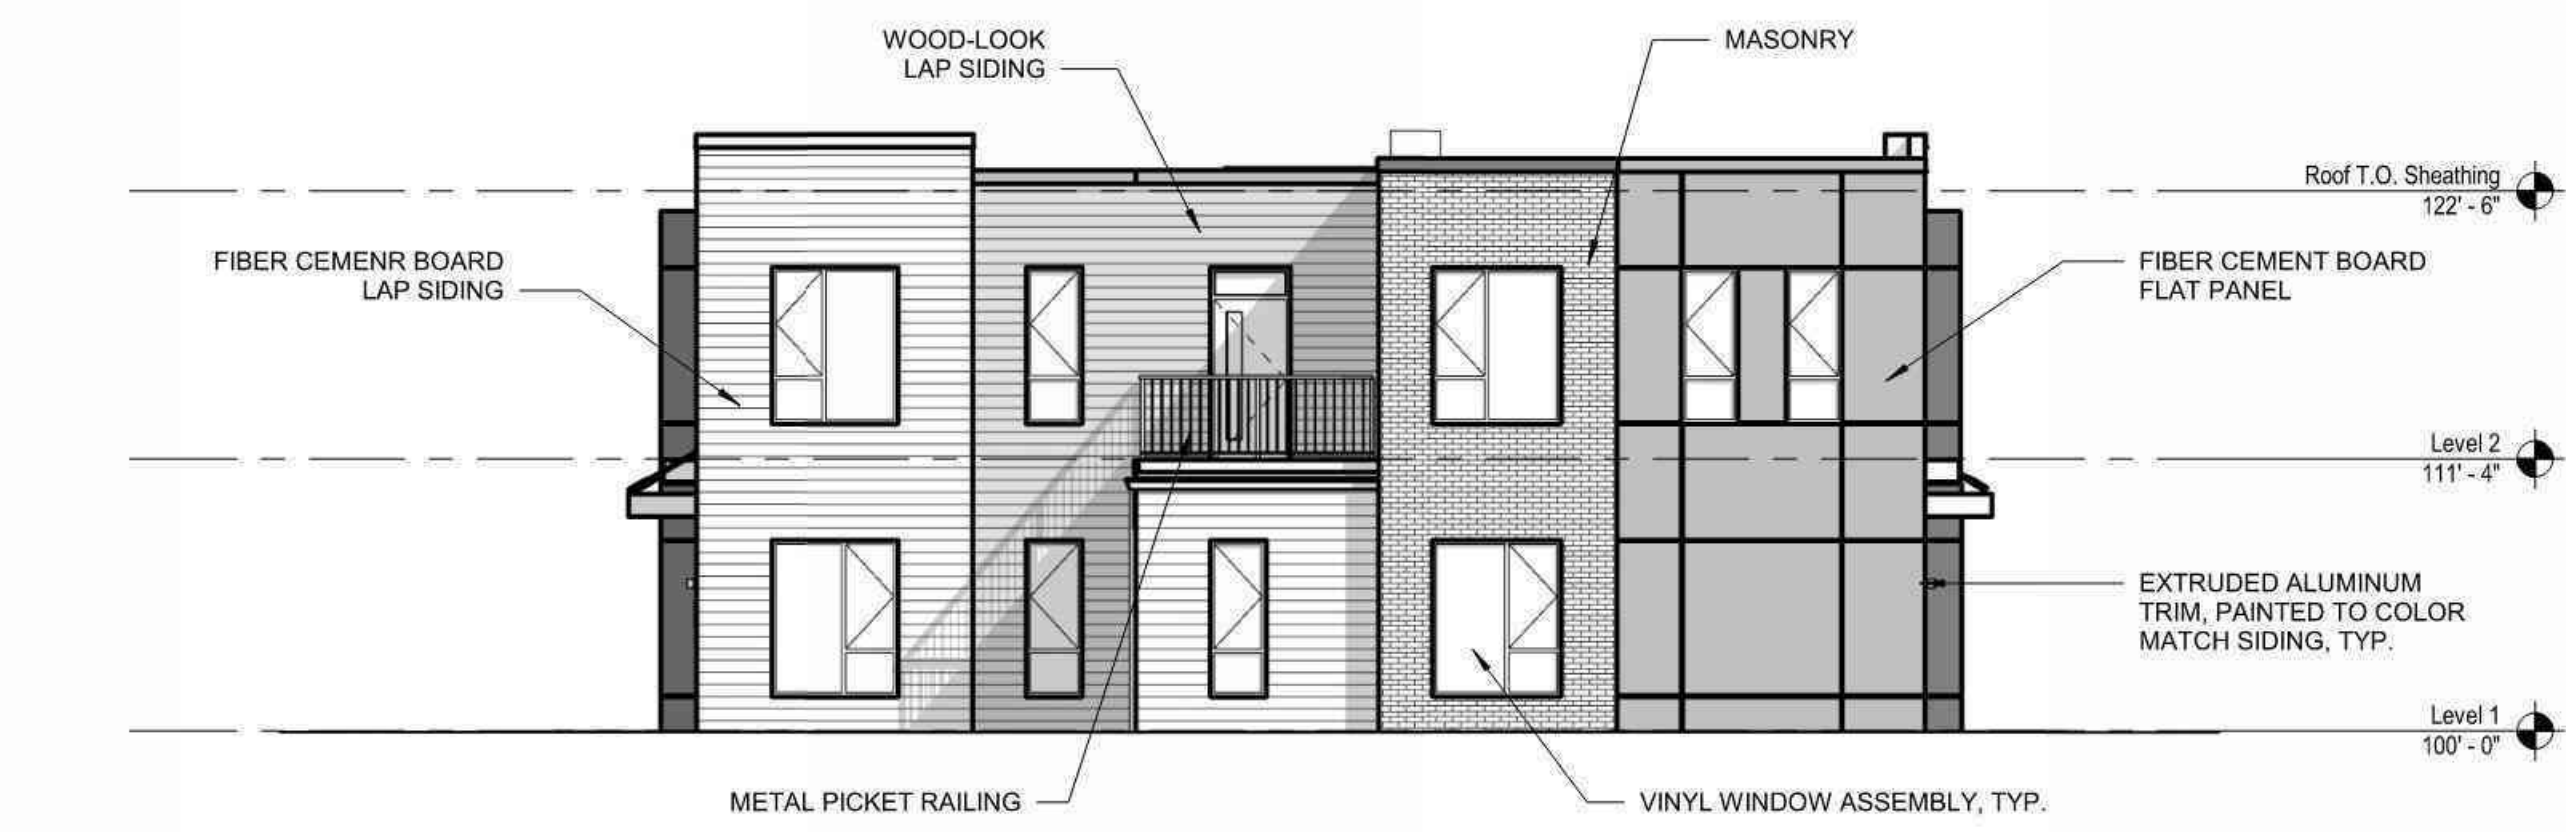 WOOD-LOOK
LAP SIDING
MASONRY
Roof T.O. Sheathing
122' - 6"
FIBER CEMENR BOARD
LAP SIDING
FIBER CEMENT BOARD
FLAT PANEL
Level 2
111' - 4"
EXTRUDED ALUMINUM
TRIM, PAINTED TO COLOR
MATCH SIDING, TYP.
Level 1
100' - 0"
METAL PICKET RAILING
VINYL WINDOW ASSEMBLY, TYP.